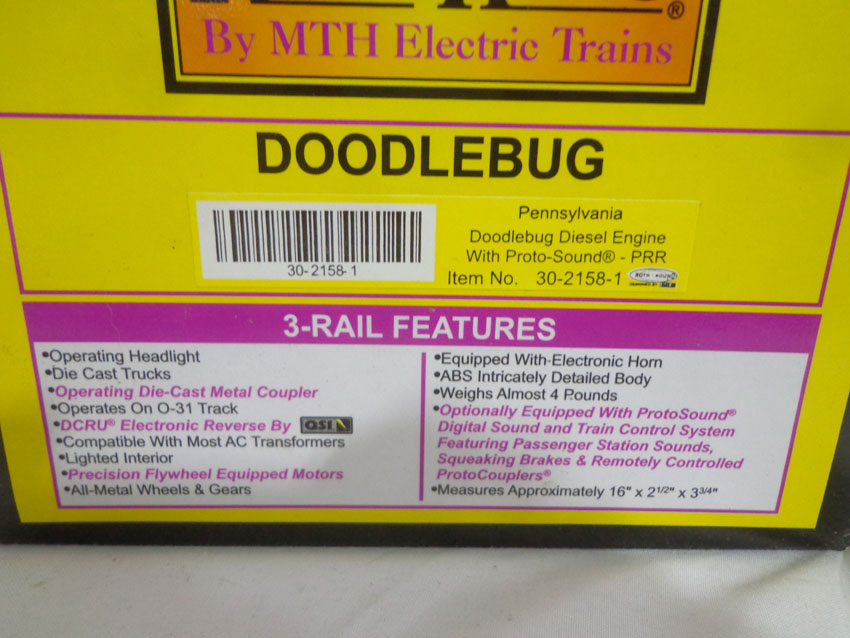 By MTH Electric Trains
DOODLEBUG
30-2158-1
Pennsylvania
Doodlebug Diesel Engine
With Proto-Sound® - PRR
Item No. 30-2158-1
3-RAIL FEATURES
•Operating Headlight
•Die Cast Trucks
•Operating Die-Cast Metal Coupler
•Operates On O-31 Track
•DCRU® Electronic Reverse By QSI
•Compatible With Most AC Transformers
•Lighted Interior
•Precision Flywheel Equipped Motors
•All-Metal Wheels & Gears
•Equipped With Electronic Horn
•ABS Intricately Detailed Body
•Weighs Almost 4 Pounds
•Optionally Equipped With ProtoSound®
Digital Sound and Train Control System
Featuring Passenger Station Sounds,
Squeaking Brakes & Remotely Controlled
ProtoCouplers®
•Measures Approximately 16" x 2 1/2" x 3 3/4"